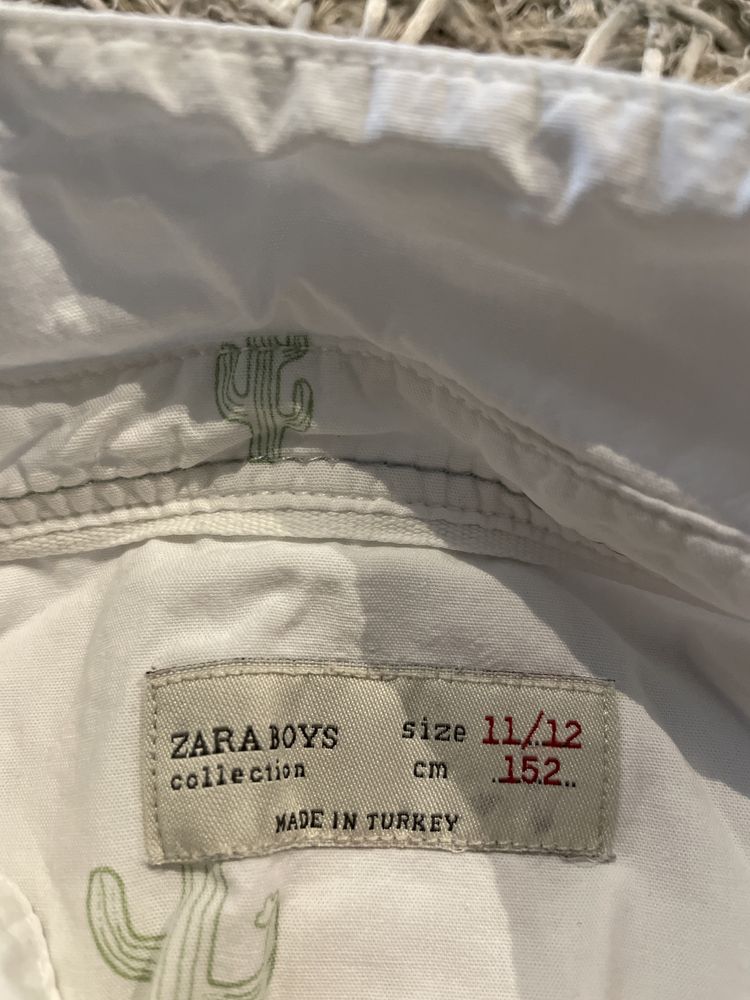 ZARA BOYS size 11/12
collection cm 152
MADE IN TURKEY